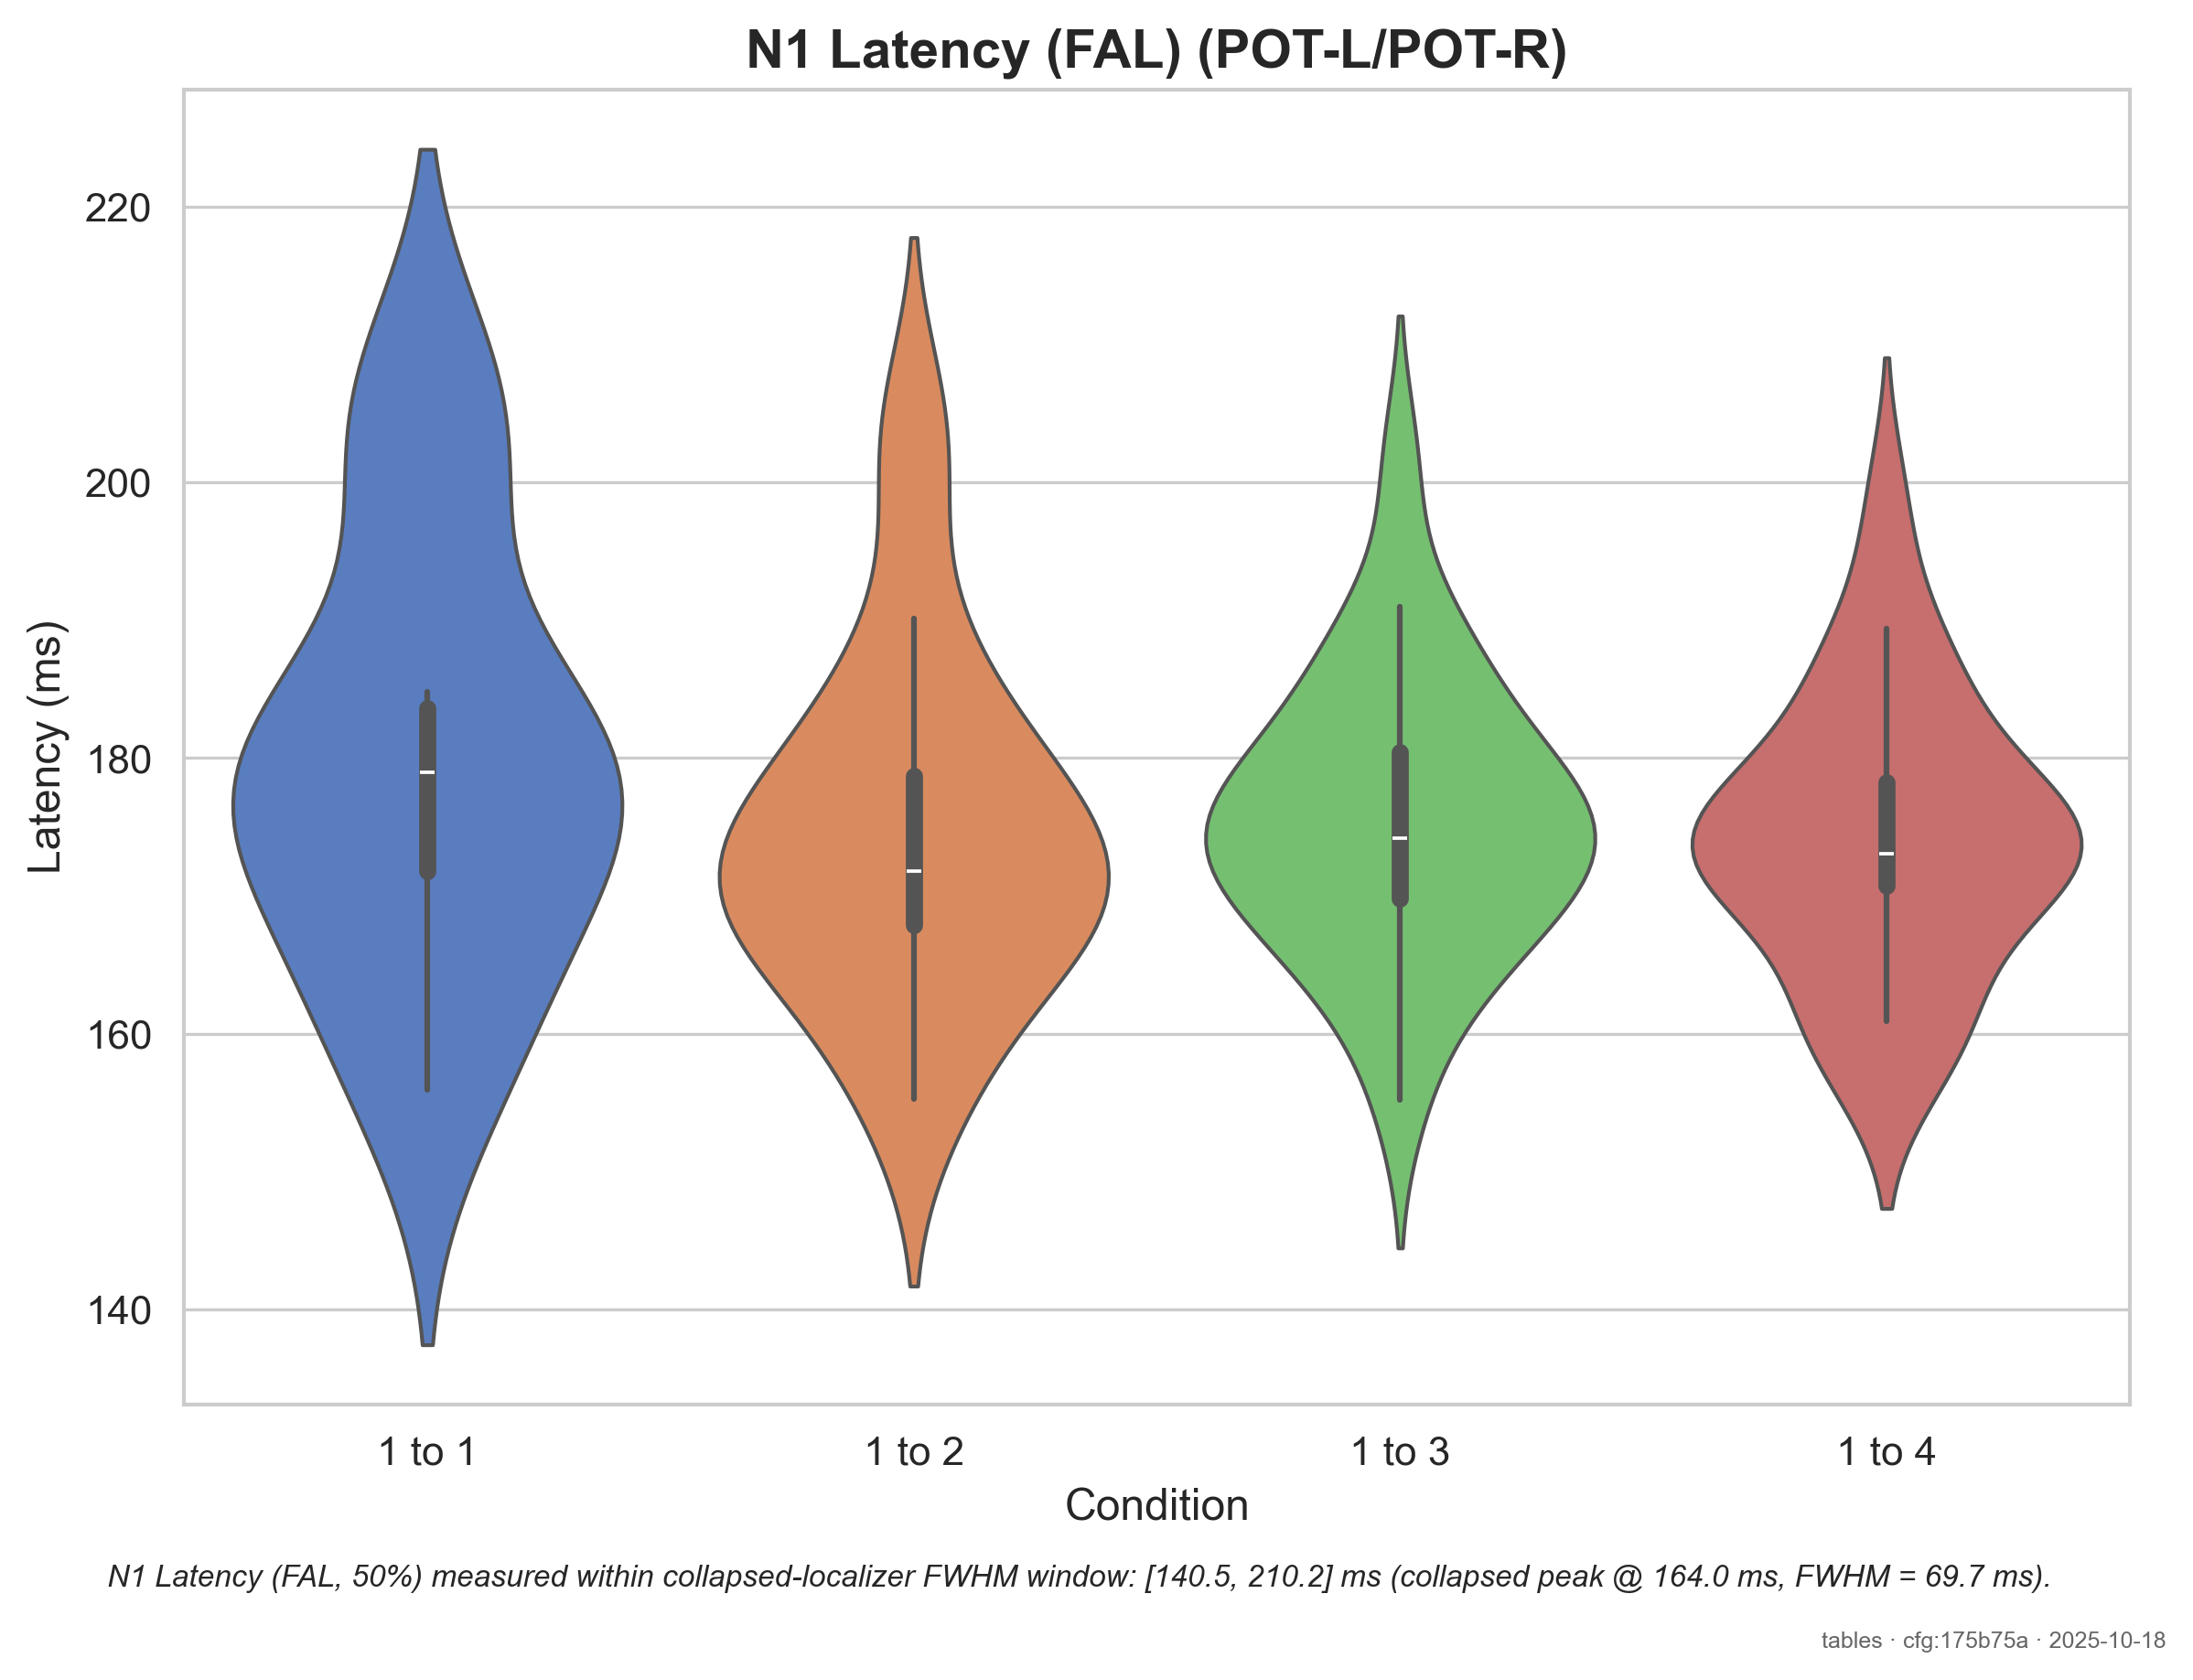 N1 Latency (FAL) (POT-L/POT-R)
Latency (ms)
220
200
180
160
140
1 to 1
1 to 2
1 to 3
1 to 4
Condition
N1 Latency (FAL, 50%) measured within collapsed-localizer FWHM window: [140.5, 210.2] ms (collapsed peak @ 164.0 ms, FWHM = 69.7 ms).
tables · cfg:175b75a · 2025-10-18